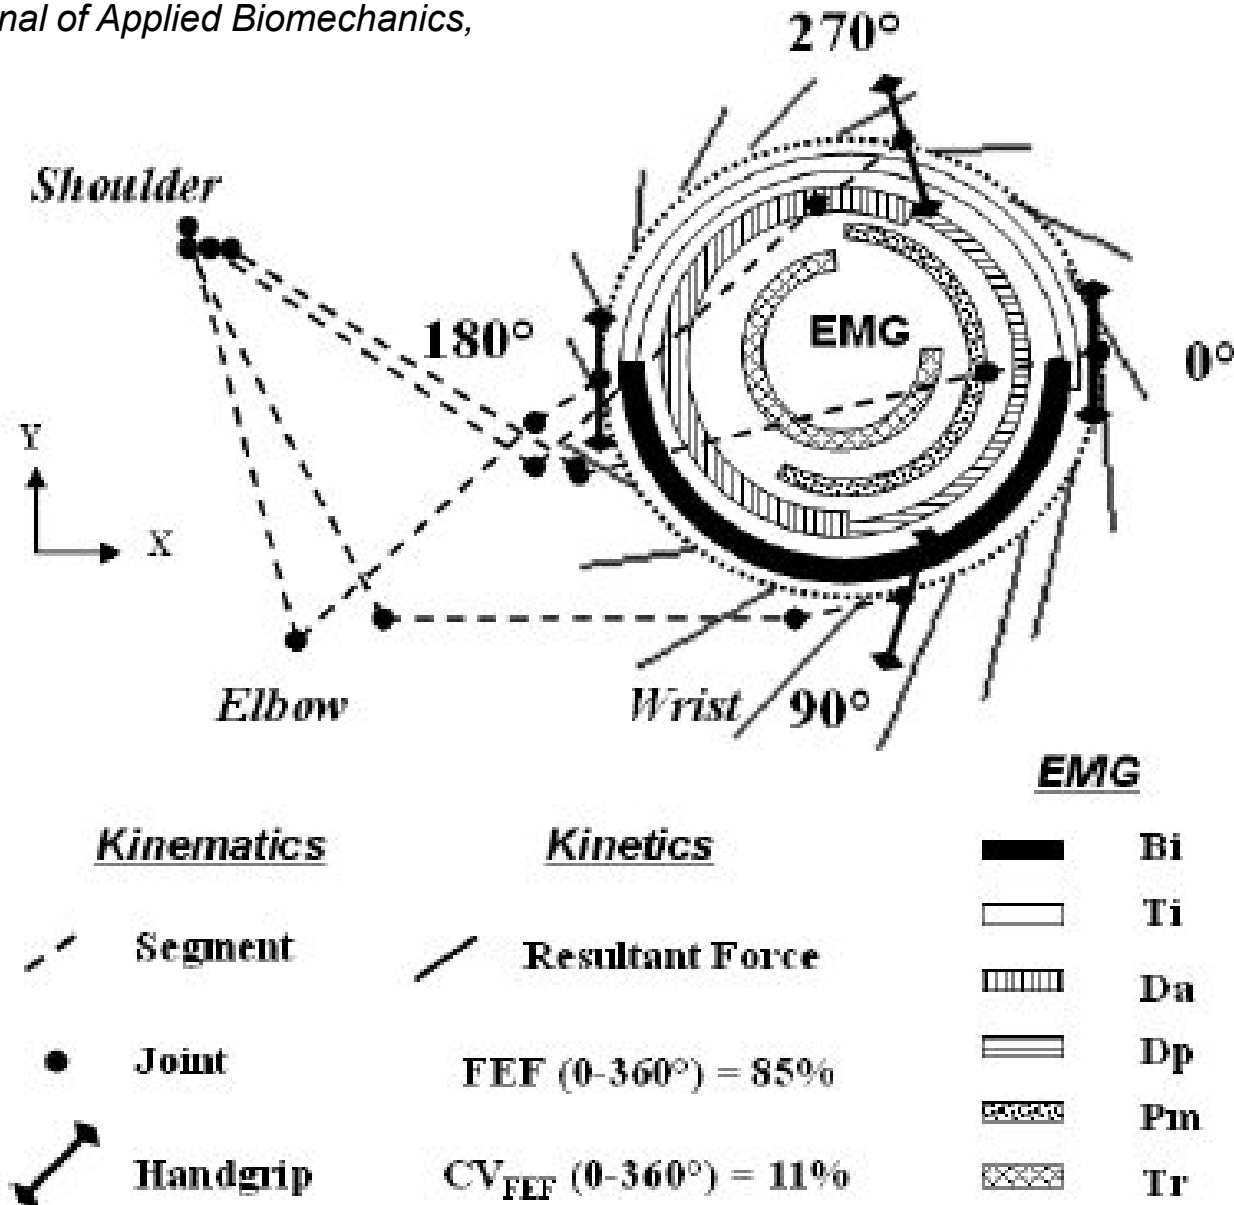 nal of Applied Biomechanics,
270°
Shoulder
180°
EMG
0°
Y
X
Elbow
Wrist
90°
EMG
Kinematics
Kinetics
Bi
Segment
Resultant Force
Ti
Da
Joint
FEF (0-360°) = 85%
Dp
Pm
Handgrip
CVFEF (0-360°) = 11%
Tr